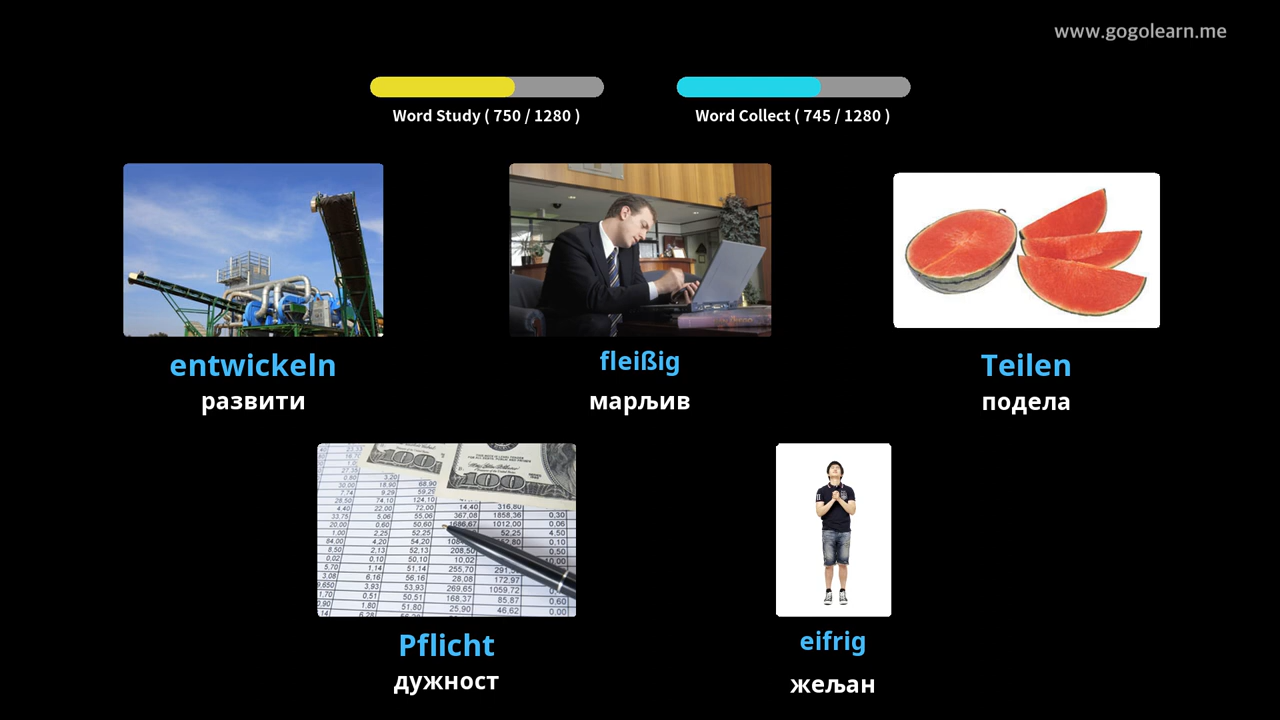 www.gogolearn.me
Word Study ( 750 / 1280 )
Word Collect ( 745 / 1280 )
entwickeln
развити
fleißig
марљив
Teilen
подела
Pflicht
дужност
eifrig
жељан